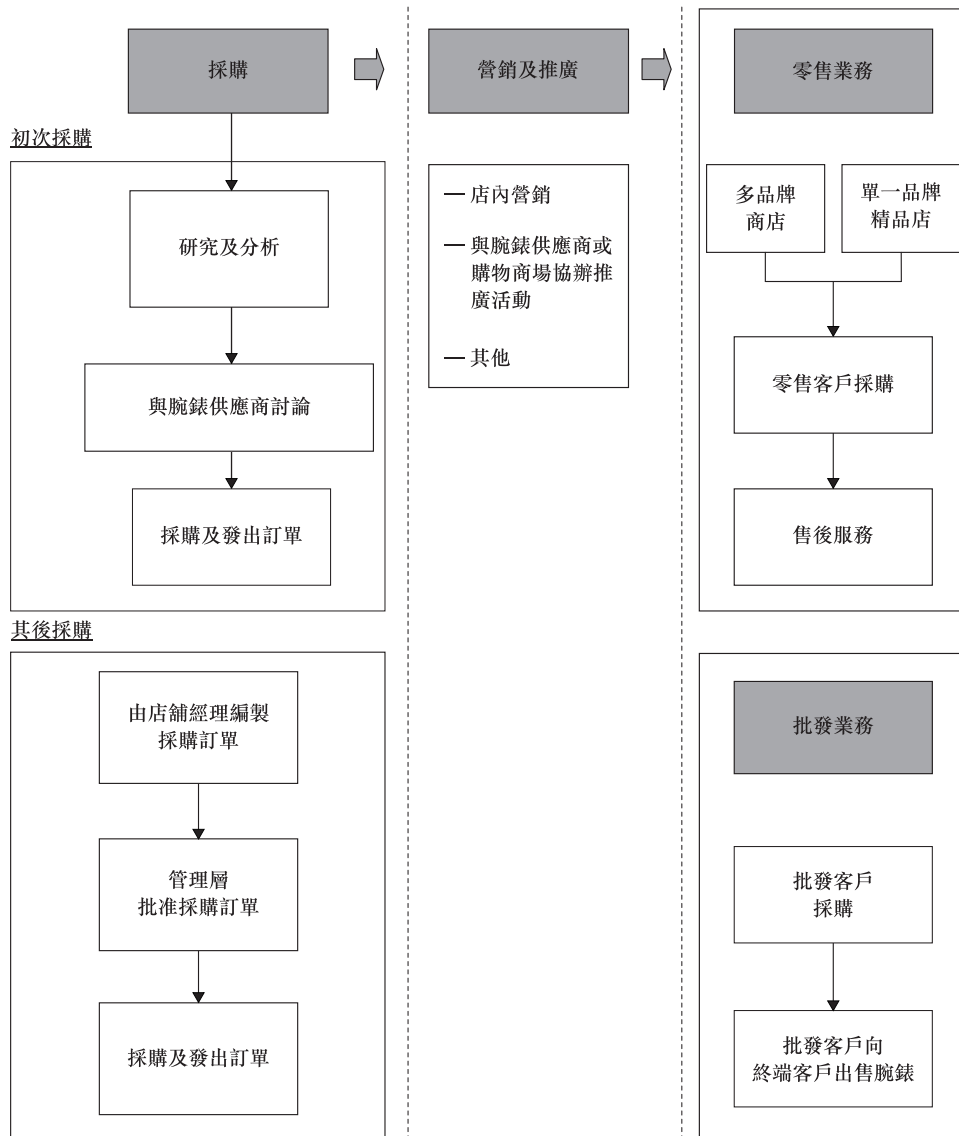 採購
初次採購
研究及分析
與腕錶供應商討論
採購及發出訂單
其後採購
由店舖經理編製
採購訂單
管理層
批准採購訂單
採購及發出訂單
營銷及推廣
— 店內營銷
— 與腕錶供應商或
購物商場協辦推
廣活動
— 其他
零售業務
多品牌
商店
單一品牌
精品店
零售客戶採購
售後服務
批發業務
批發客戶
採購
批發客戶向
終端客戶出售腕錶